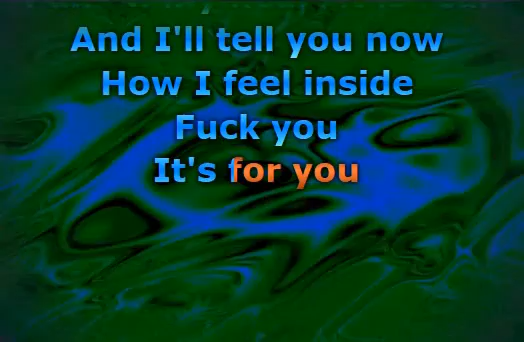 And I'll tell you now
How I feel inside
Fuck you
It's for you